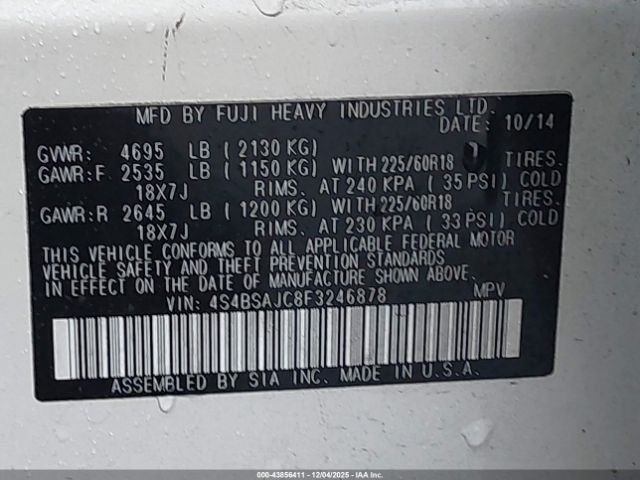 MFD BY FUJI HEAVY INDUSTRIES LTD.
DATE: 10/14
GVWR: 4695 LB ( 2130 KG)
GAWR:F 2535 LB ( 1150 KG) WITH 225/60R18 TIRES.
18X7J RIMS. AT 240 KPA ( 35 PSI) COLD
GAWR:R 2645 LB ( 1200 KG) WITH 225/60R18 TIRES.
18X7J RIMS. AT 230 KPA ( 33 PSI) COLD
THIS VEHICLE CONFORMS TO ALL APPLICABLE FEDERAL MOTOR
VEHICLE SAFETY AND THEFT PREVENTION STANDARDS
IN EFFECT ON THE DATE OF MANUFACTURE SHOWN ABOVE.
VIN: 4S4BSAJC8F3246878 MPV
ASSEMBLED BY SIA INC. MADE IN U.S.A.
000-43856411 - 12/04/2025 - IAAI